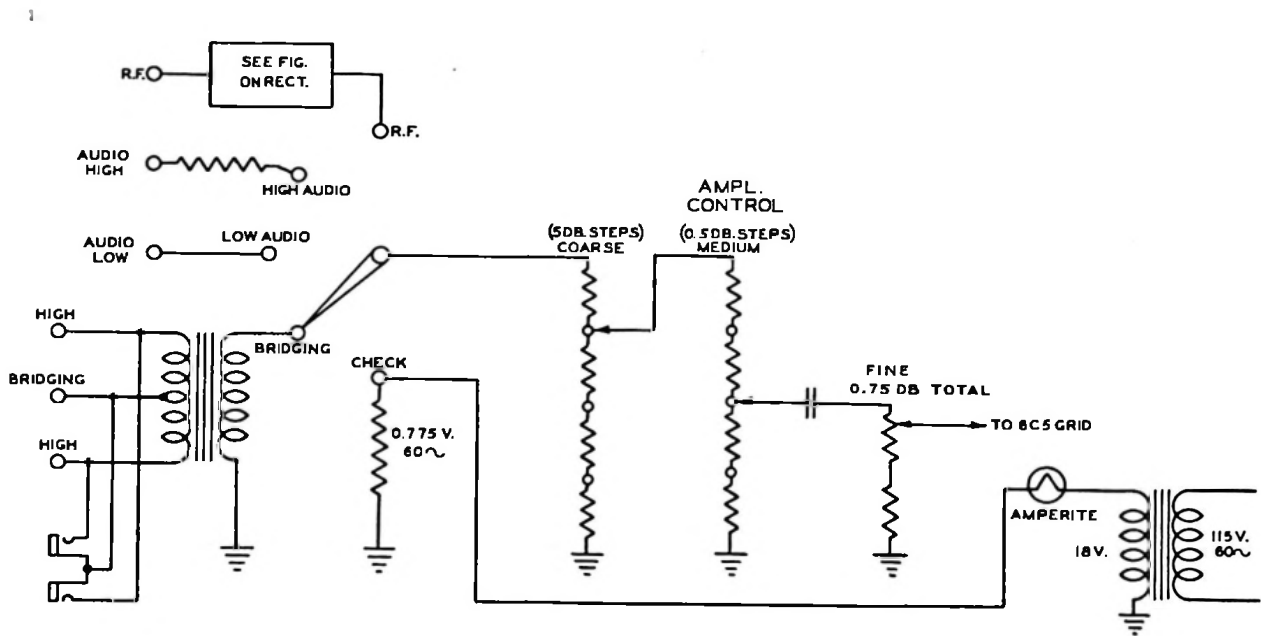 SEE FIG.
ON RECT.
R.F.
R.F.
AUDIO
HIGH
HIGH AUDIO
AUDIO
LOW
LOW AUDIO
HIGH
BRIDGING
HIGH
BRIDGING
CHECK
0.775 V.
60~
(5DB. STEPS)
COARSE
AMPL.
CONTROL
(0.5DB. STEPS)
MEDIUM
FINE
0.75 DB TOTAL
TO 6C5 GRID
AMPERITE
18V.
115V.
60~